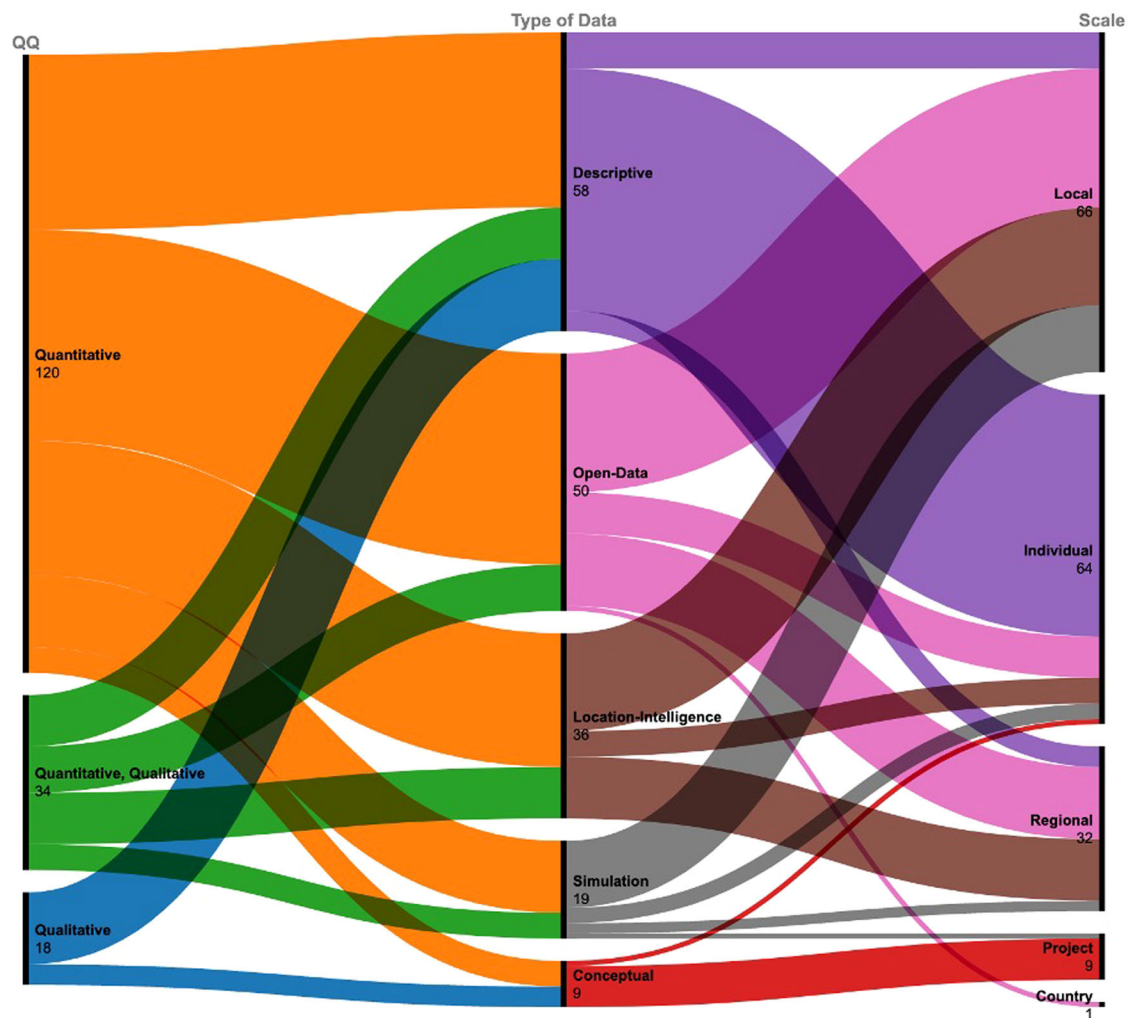 QQ
Type of Data
Scale
Quantitative
120
Quantitative, Qualitative
34
Qualitative
18
Descriptive
58
Open-Data
50
Location-Intelligence
36
Simulation
19
Conceptual
9
Local
66
Individual
64
Regional
32
Project
9
Country
1